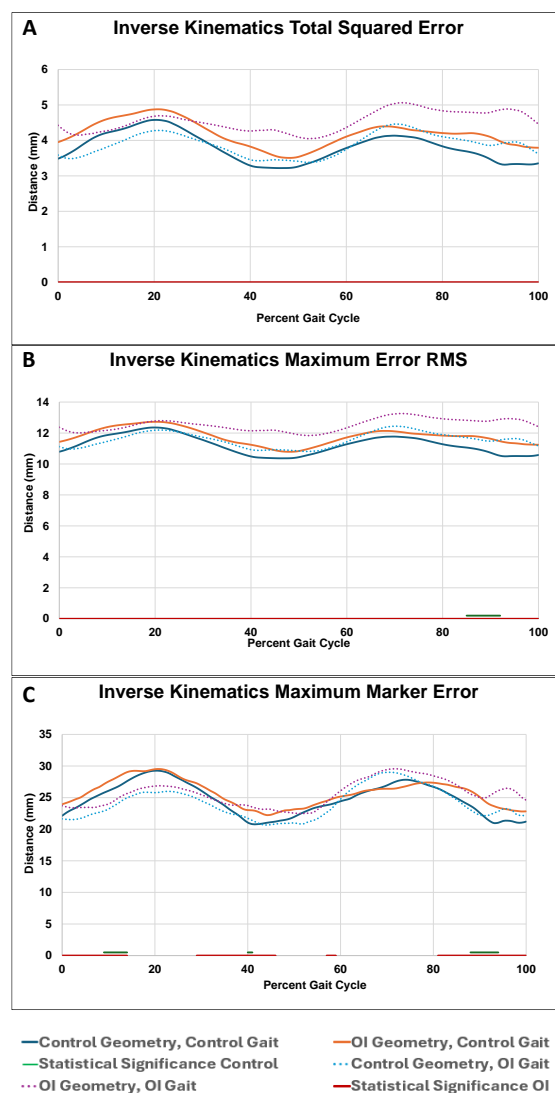 A Inverse Kinematics Total Squared Error
6
5
4
3
2
1
0
Distance (mm)
0 20 40 60 80 100
Percent Gait Cycle
B Inverse Kinematics Maximum Error RMS
14
12
10
8
6
4
2
0
Distance (mm)
0 20 40 60 80 100
Percent Gait Cycle
C Inverse Kinematics Maximum Marker Error
35
30
25
20
15
10
5
0
Distance (mm)
0 20 40 60 80 100
Percent Gait Cycle
Control Geometry, Control Gait OI Geometry, Control Gait
Statistical Significance Control Control Geometry, OI Gait
OI Geometry, OI Gait Statistical Significance OI